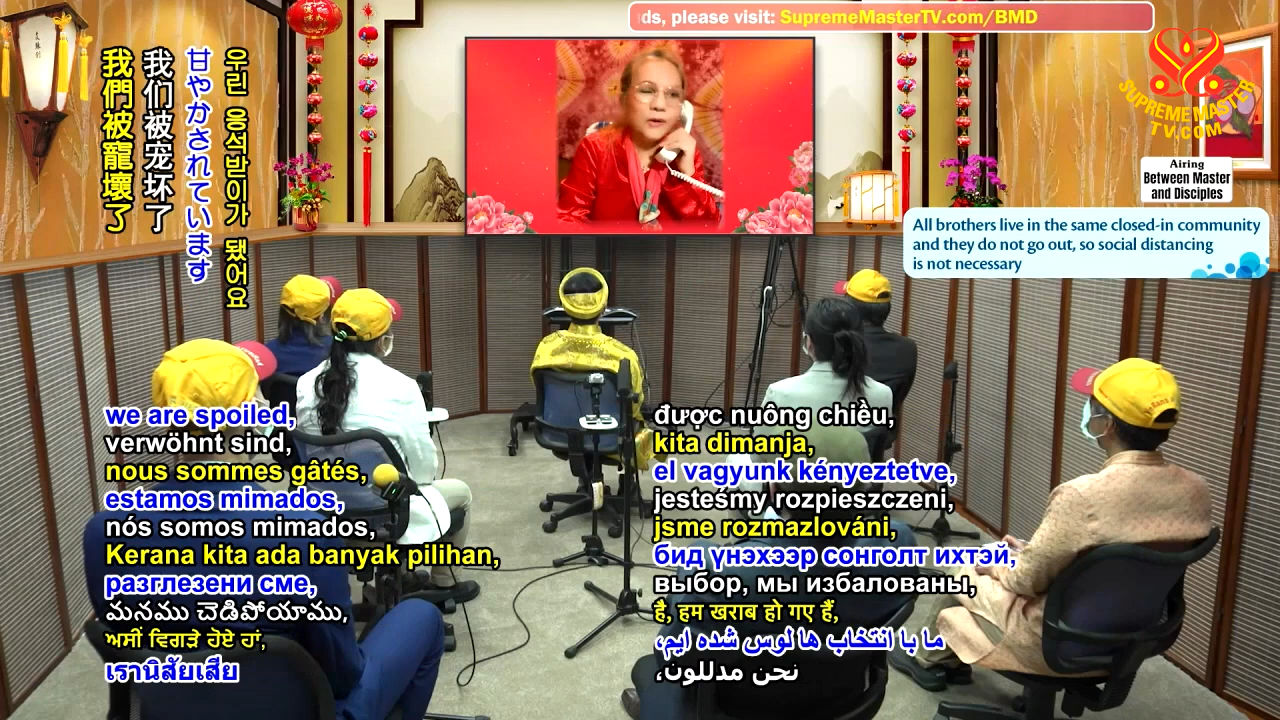 ds, please visit: SupremeMasterTV.com/BMD
SUPREME MASTER
TV.COM
Airing
Between Master
and Disciples
All brothers live in the same closed-in community
and they do not go out, so social distancing
is not necessary
우린 응석받이가 됐어요
甘やかされています
我们被宠坏了
我們被寵壞了
we are spoiled,
verwöhnt sind,
nous sommes gâtés,
estamos mimados,
nós somos mimados,
Kerana kita ada banyak pilihan,
разглезени сме,
మనము చెడిపోయాము,
ਅਸੀਂ ਵਿਗੜੇ ਹੋਏ ਹਾਂ,
เรานิสัยเสีย
được nuông chiều,
kita dimanja,
el vagyunk kényeztetve,
jesteśmy rozpieszczeni,
jsme rozmazlováni,
бид үнэхээр сонголт ихтэй,
выбор, мы избалованы,
है, हम खराब हो गए हैं,
ما با انتخاب ها لوس شده ایم،
نحن مدللون،